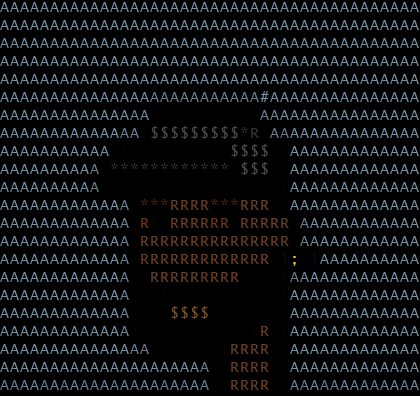 AAAAAAAAAAAAAAAAAAAAAAAAAAAAAAAAAAAAAAAAAA
AAAAAAAAAAAAAAAAAAAAAAAAAAAAAAAAAAAAAAAAAA
AAAAAAAAAAAAAAAAAAAAAAAAAAAAAAAAAAAAAAAAAA
AAAAAAAAAAAAAAAAAAAAAAAAAAAAAAAAAAAAAAAAAA
AAAAAAAAAAAAAAAAAAAAAAAAAAAAAAAAAAAAAAAAAA
AAAAAAAAAAAAAAAAAAAAAAAAAA#AAAAAAAAAAAAAAA
AAAAAAAAAAAAAAA           AAAAAAAAAAAAAAAA
AAAAAAAAAAAAAA $$$$$$$$$*R AAAAAAAAAAAAAAA
AAAAAAAAAAA            $$$$  AAAAAAAAAAAAA
AAAAAAAAAA ************ $$$  AAAAAAAAAAAAA
AAAAAAAAAA                   AAAAAAAAAAAAA
AAAAAAAAAAAAA ***RRRR***RRR  AAAAAAAAAAAAA
AAAAAAAAAAAAA R  RRRRRR RRRRR AAAAAAAAAAAA
AAAAAAAAAAAAA RRRRRRRRRRRRRRR AAAAAAAAAAAA
AAAAAAAAAAAAA RRRRRRRRRRRRR  ;  AAAAAAAAAA
AAAAAAAAAAAAA  RRRRRRRRR     AAAAAAAAAAAAA
AAAAAAAAAAAAA                AAAAAAAAAAAAA
AAAAAAAAAAAAA    $$$$        AAAAAAAAAAAAA
AAAAAAAAAAAAA             R  AAAAAAAAAAAAA
AAAAAAAAAAAAAAA        RRRR  AAAAAAAAAAAAA
AAAAAAAAAAAAAAAAAAAAA  RRRR  AAAAAAAAAAAAA
AAAAAAAAAAAAAAAAAAAAA  RRRR  AAAAAAAAAAAAA